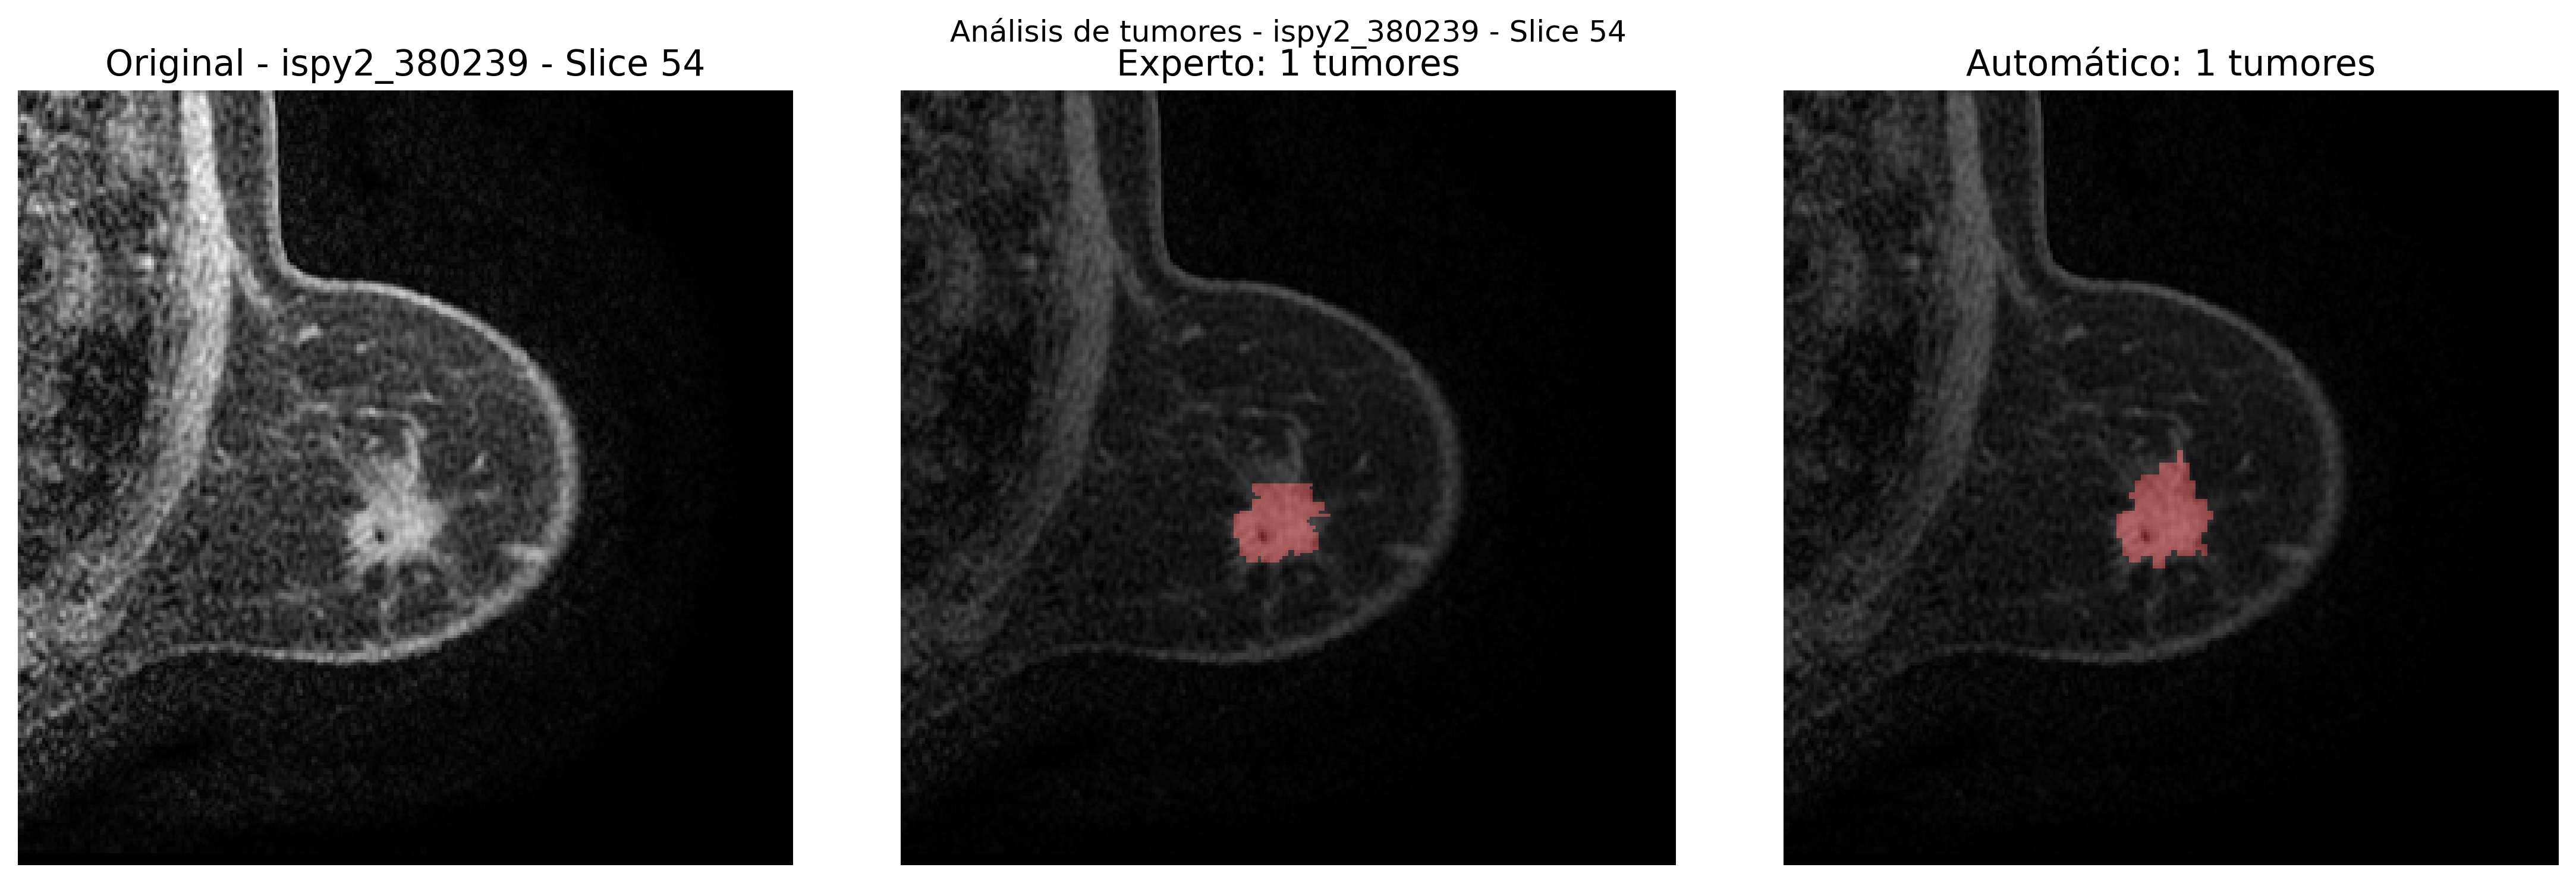 Análisis de tumores - ispy2_380239 - Slice 54
Original - ispy2_380239 - Slice 54
Experto: 1 tumores
Automático: 1 tumores